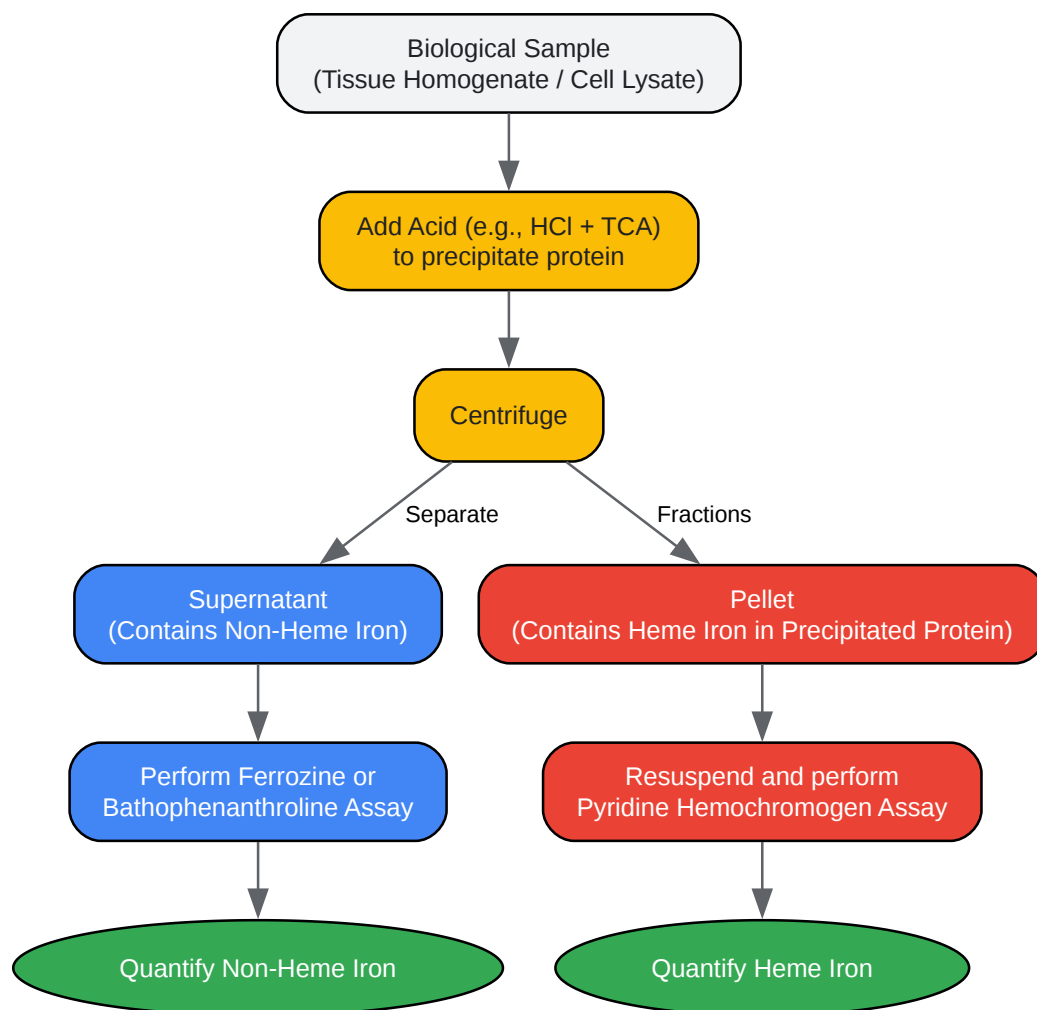 Biological Sample
(Tissue Homogenate / Cell Lysate)
Add Acid (e.g., HCl + TCA)
to precipitate protein
Centrifuge
Separate
Fractions
Supernatant
(Contains Non-Heme Iron)
Pellet
(Contains Heme Iron in Precipitated Protein)
Perform Ferrozine or
Bathophenanthroline Assay
Resuspend and perform
Pyridine Hemochromogen Assay
Quantify Non-Heme Iron
Quantify Heme Iron